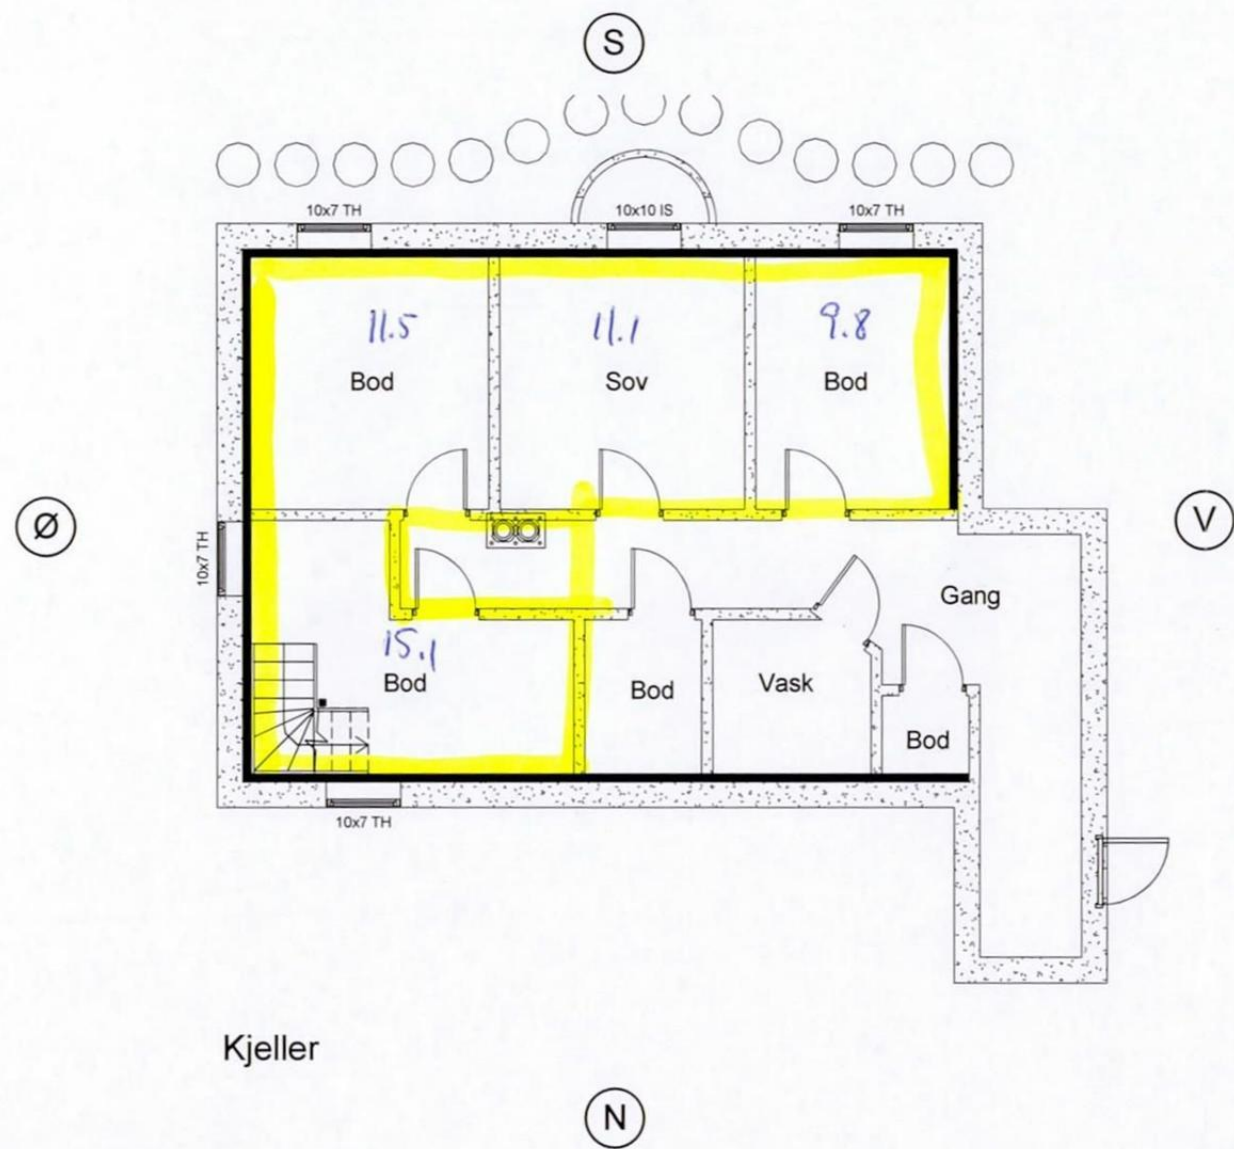 S
10x7 TH
10x10 IS
10x7 TH
11.5
11.1
9.8
Bod
Sov
Bod
Ø
V
10x7 TH
Gang
15.1
Bod
Bod
Vask
Bod
10x7 TH
Kjeller
N